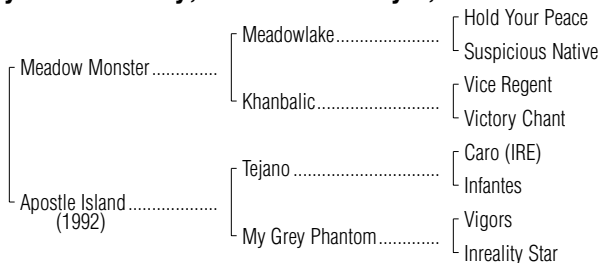 Hold Your Peace
Meadowlake
Suspicious Native
Meadow Monster
Vice Regent
Khanbalic
Victory Chant
Caro (IRE)
Tejano
Infantes
Apostle Island
(1992)
Vigors
My Grey Phantom
Inreality Star